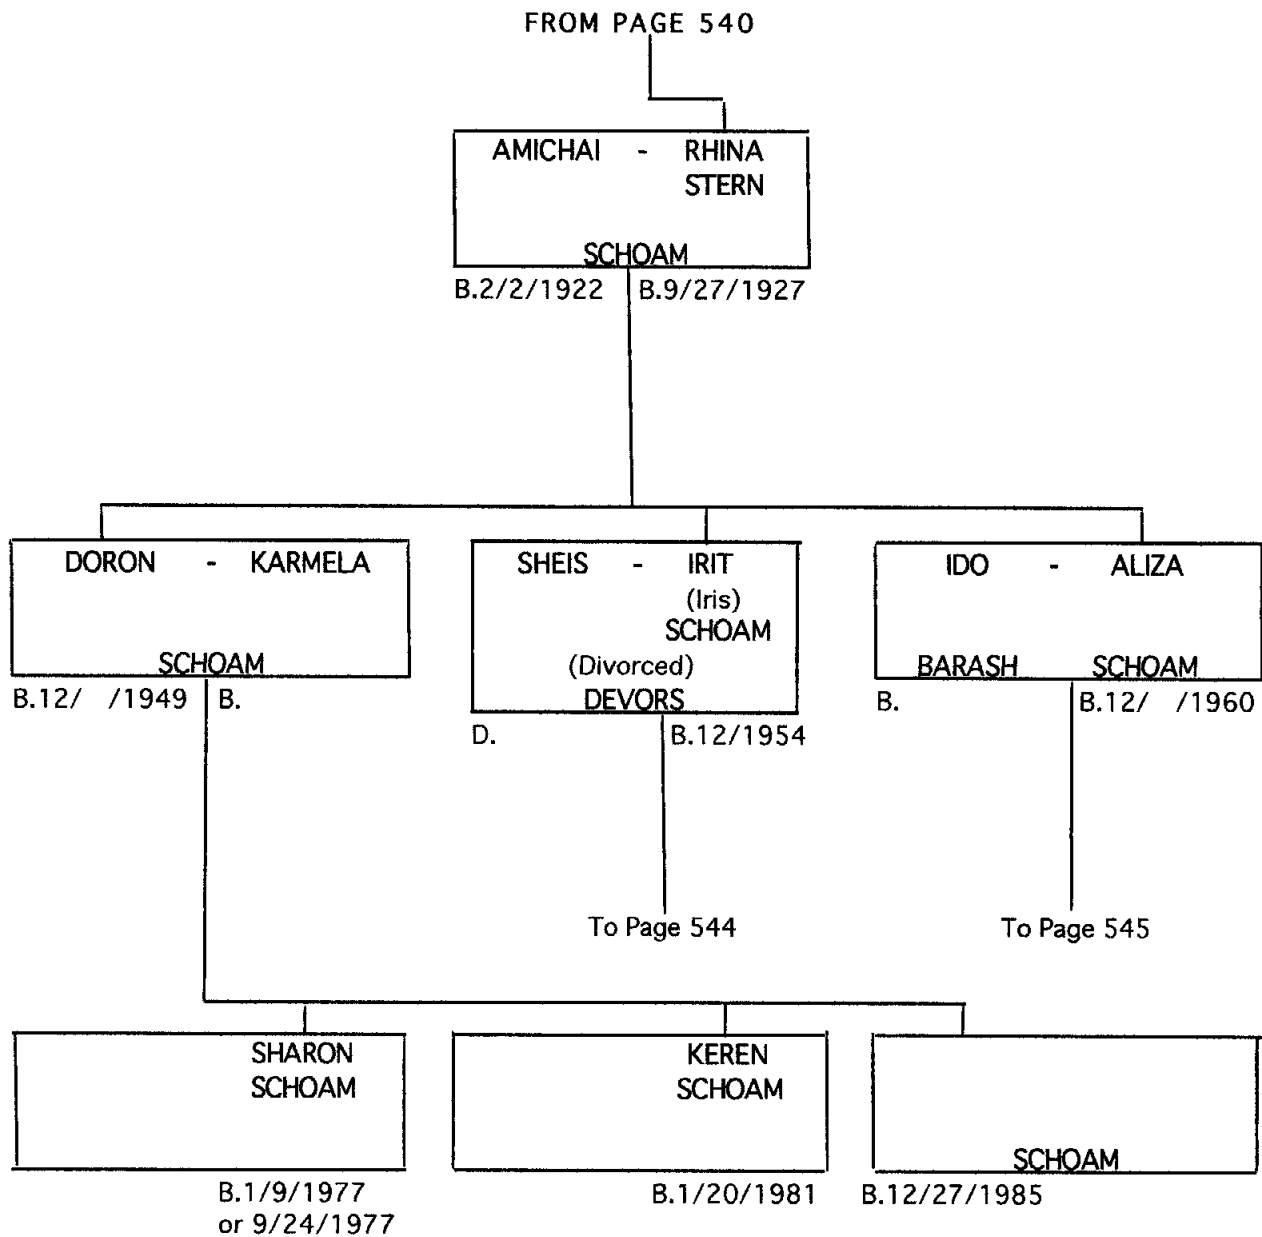 FROM PAGE 540
AMICHAI - RHINA
STERN
SCHOAM
B.2/2/1922 B.9/27/1927
DORON - KARMELA
SCHOAM
B.12/ /1949 B.
SHEIS - IRIT
(Iris)
SCHOAM
(Divorced)
DEVORS
D. B.12/1954
IDO - ALIZA
BARASH SCHOAM
B. B.12/ /1960
To Page 544
To Page 545
SHARON
SCHOAM
B.1/9/1977
or 9/24/1977
KEREN
SCHOAM
B.1/20/1981
SCHOAM
B.12/27/1985